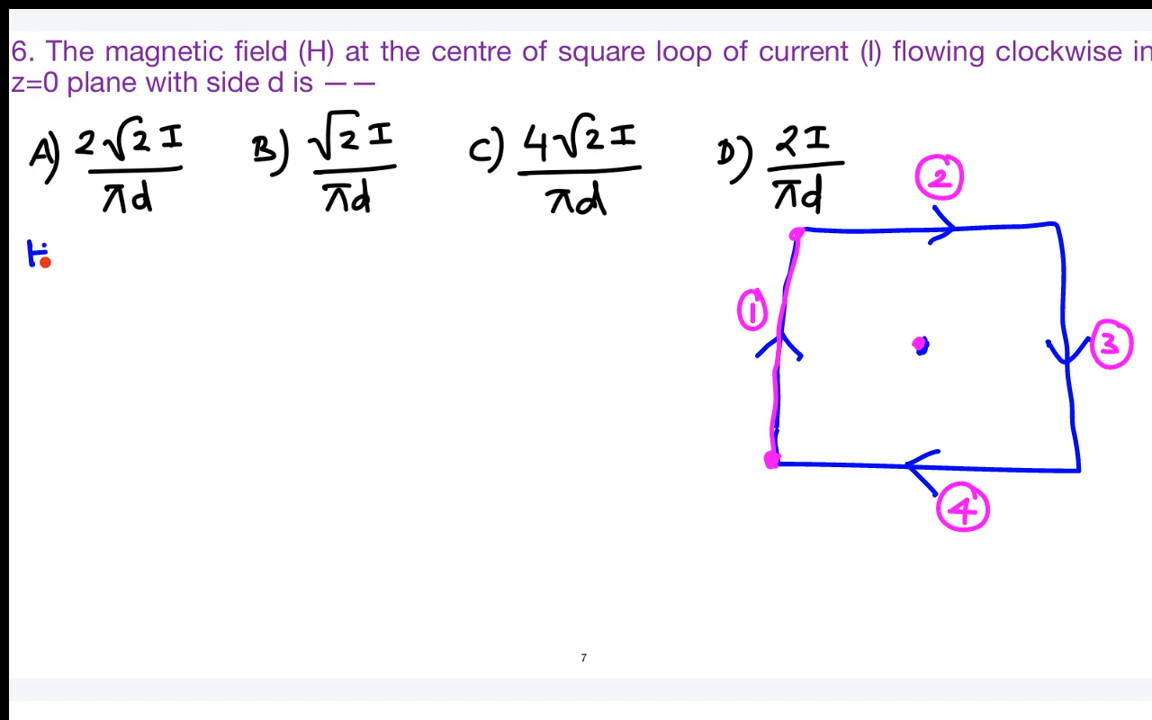 6. The magnetic field (H) at the centre of square loop of current (I) flowing clockwise in
z=0 plane with side d is — —
A) 2√2 I / πd B) √2 I / πd C) 4√2 I / πd D) 2I / πd
2
1
3
4
7